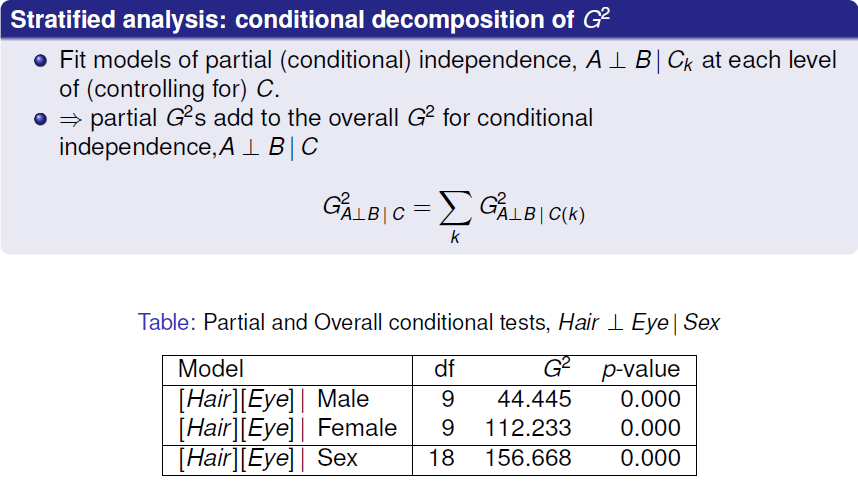 Stratified analysis: conditional decomposition of G²
Fit models of partial (conditional) independence, A ⊥ B | Cₖ at each level
of (controlling for) C.
⇒ partial G²s add to the overall G² for conditional
independence,A ⊥ B | C
G²_{A⊥B | C} = ∑_k G²_{A⊥B | C(k)}
Table: Partial and Overall conditional tests, Hair ⊥ Eye | Sex
Model df G² p-value
[Hair][Eye] | Male 9 44.445 0.000
[Hair][Eye] | Female 9 112.233 0.000
[Hair][Eye] | Sex 18 156.668 0.000